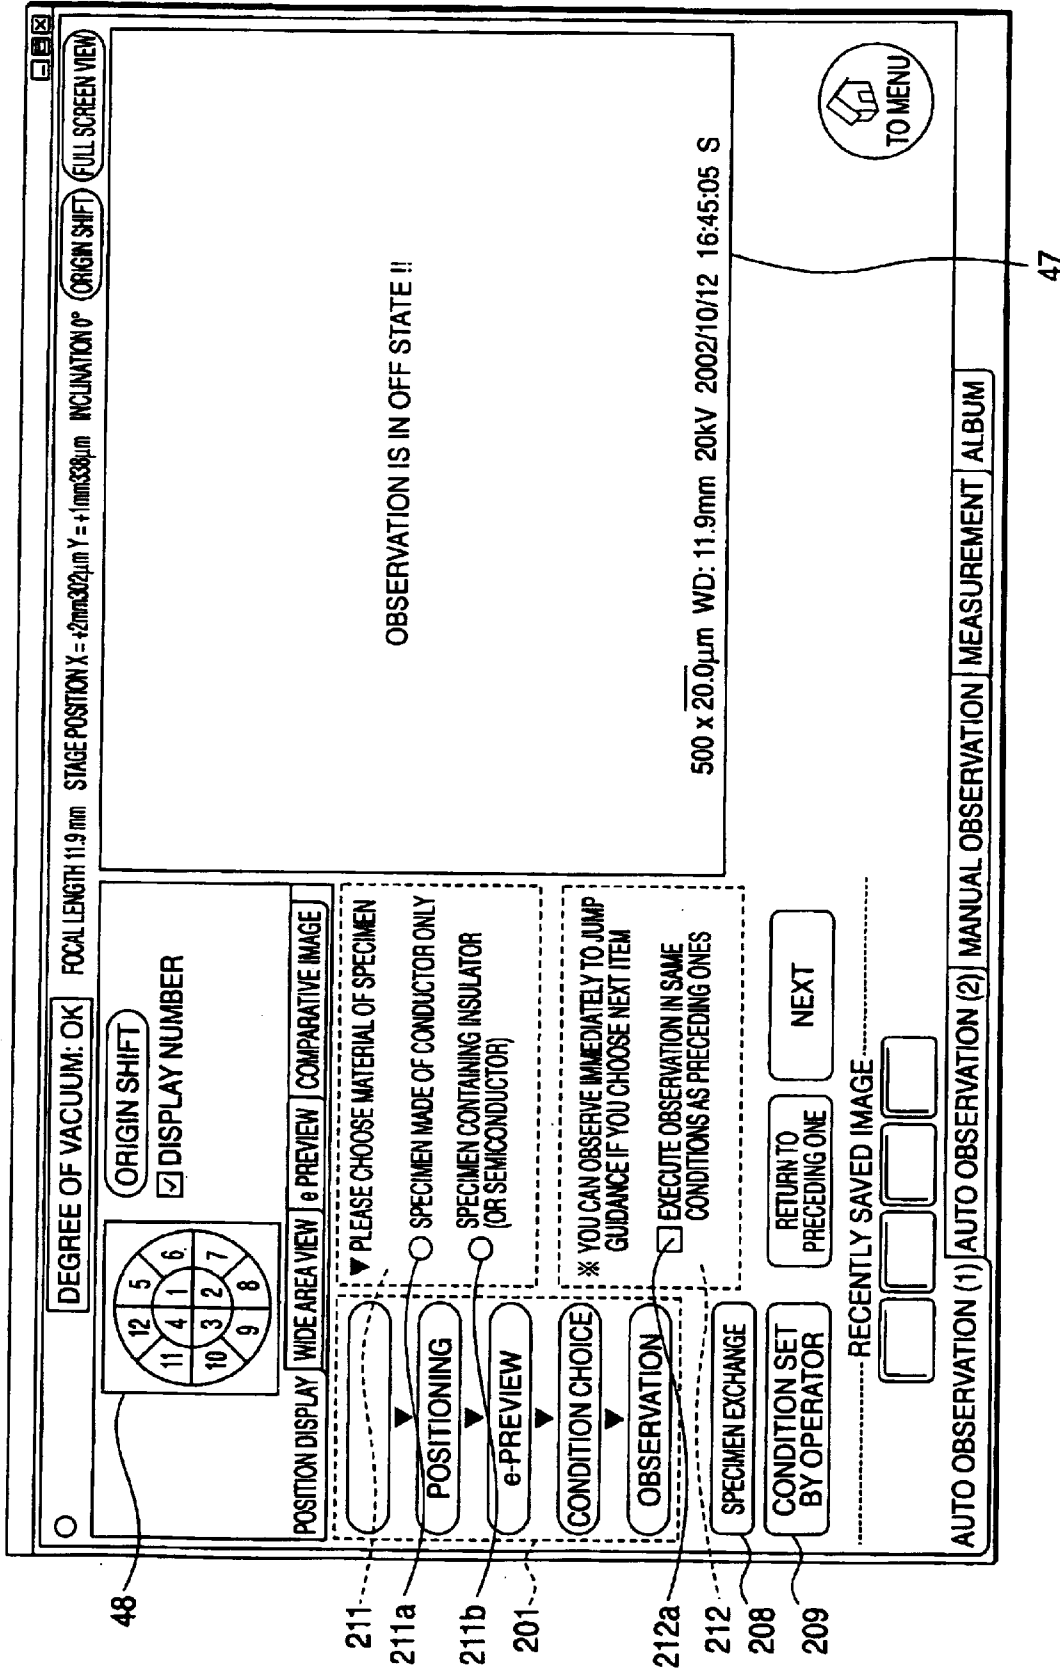 DEGREE OF VACUUM: OK
FOCAL LENGTH 11.9 mm
STAGE POSITION X = +2mm302μm Y = +1mm338μm
INCLINATION 0°
ORIGIN SHIFT
FULL SCREEN VIEW
ORIGIN SHIFT
DISPLAY NUMBER
12
5
11
4
1
6
10
3
2
7
9
8
POSITION DISPLAY
WIDE AREA VIEW
e PREVIEW
COMPARATIVE IMAGE
OBSERVATION IS IN OFF STATE !!
500 x 20.0μm WD: 11.9mm 20kV 2002/10/12 16:45:05 S
POSITIONING
e-PREVIEW
CONDITION CHOICE
OBSERVATION
▼ PLEASE CHOOSE MATERIAL OF SPECIMEN
SPECIMEN MADE OF CONDUCTOR ONLY
SPECIMEN CONTAINING INSULATOR
(OR SEMICONDUCTOR)
※ YOU CAN OBSERVE IMMEDIATELY TO JUMP
GUIDANCE IF YOU CHOOSE NEXT ITEM
EXECUTE OBSERVATION IN SAME
CONDITIONS AS PRECEDING ONES
SPECIMEN EXCHANGE
CONDITION SET
BY OPERATOR
RETURN TO
PRECEDING ONE
NEXT
RECENTLY SAVED IMAGE
TO MENU
AUTO OBSERVATION (1)
AUTO OBSERVATION (2)
MANUAL OBSERVATION
MEASUREMENT
ALBUM
48
211
211a
211b
201
212a
212
208
209
47